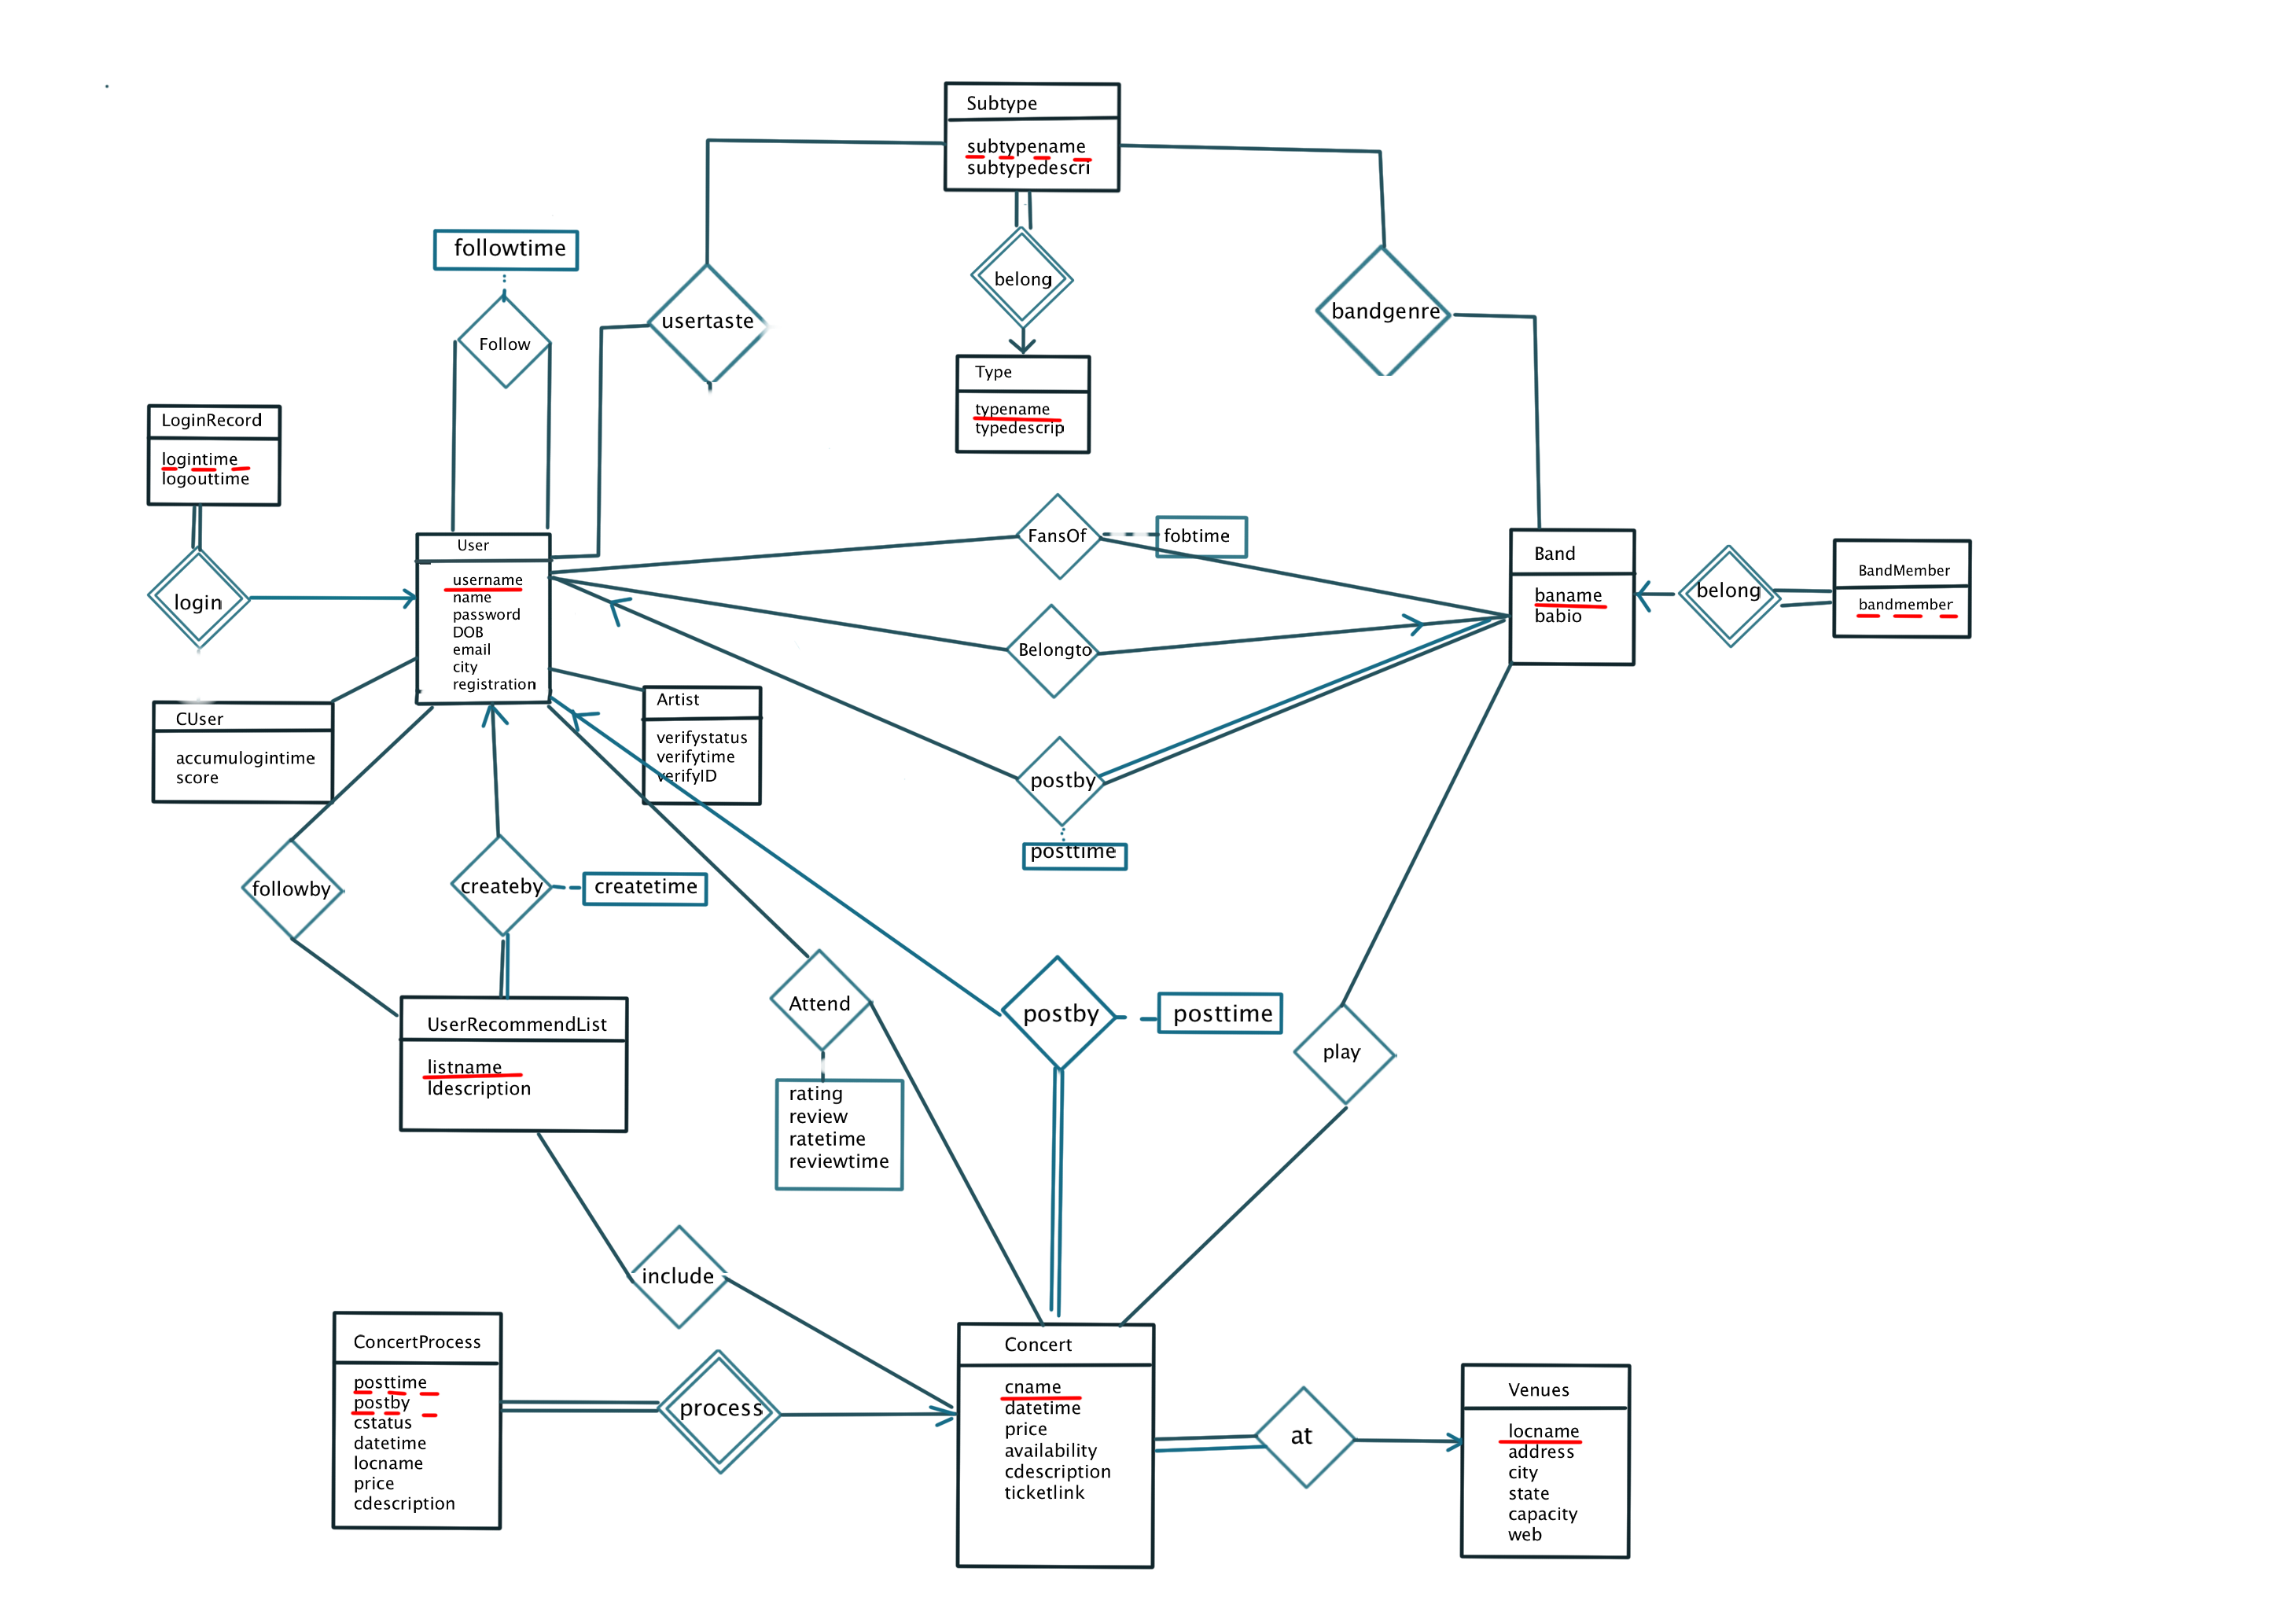 Subtype
subtypename
subtypedescri
followtime
belong
usertaste
bandgenre
Follow
Type
typename
typedescrip
LoginRecord
logintime
logouttime
FansOf
fobtime
User
username
name
password
DOB
email
city
registration
Band
baname
babio
belong
BandMember
bandmember
login
Belongto
CUser
accumulogintime
score
Artist
verifystatus
verifytime
verifyID
postby
posttime
followby
createby
createtime
Attend
postby
posttime
UserRecommendList
listname
ldescription
play
rating
review
ratetime
reviewtime
include
ConcertProcess
posttime
postby
cstatus
datetime
locname
price
cdescription
process
Concert
cname
datetime
price
availability
cdescription
ticketlink
at
Venues
locname
address
city
state
capacity
web